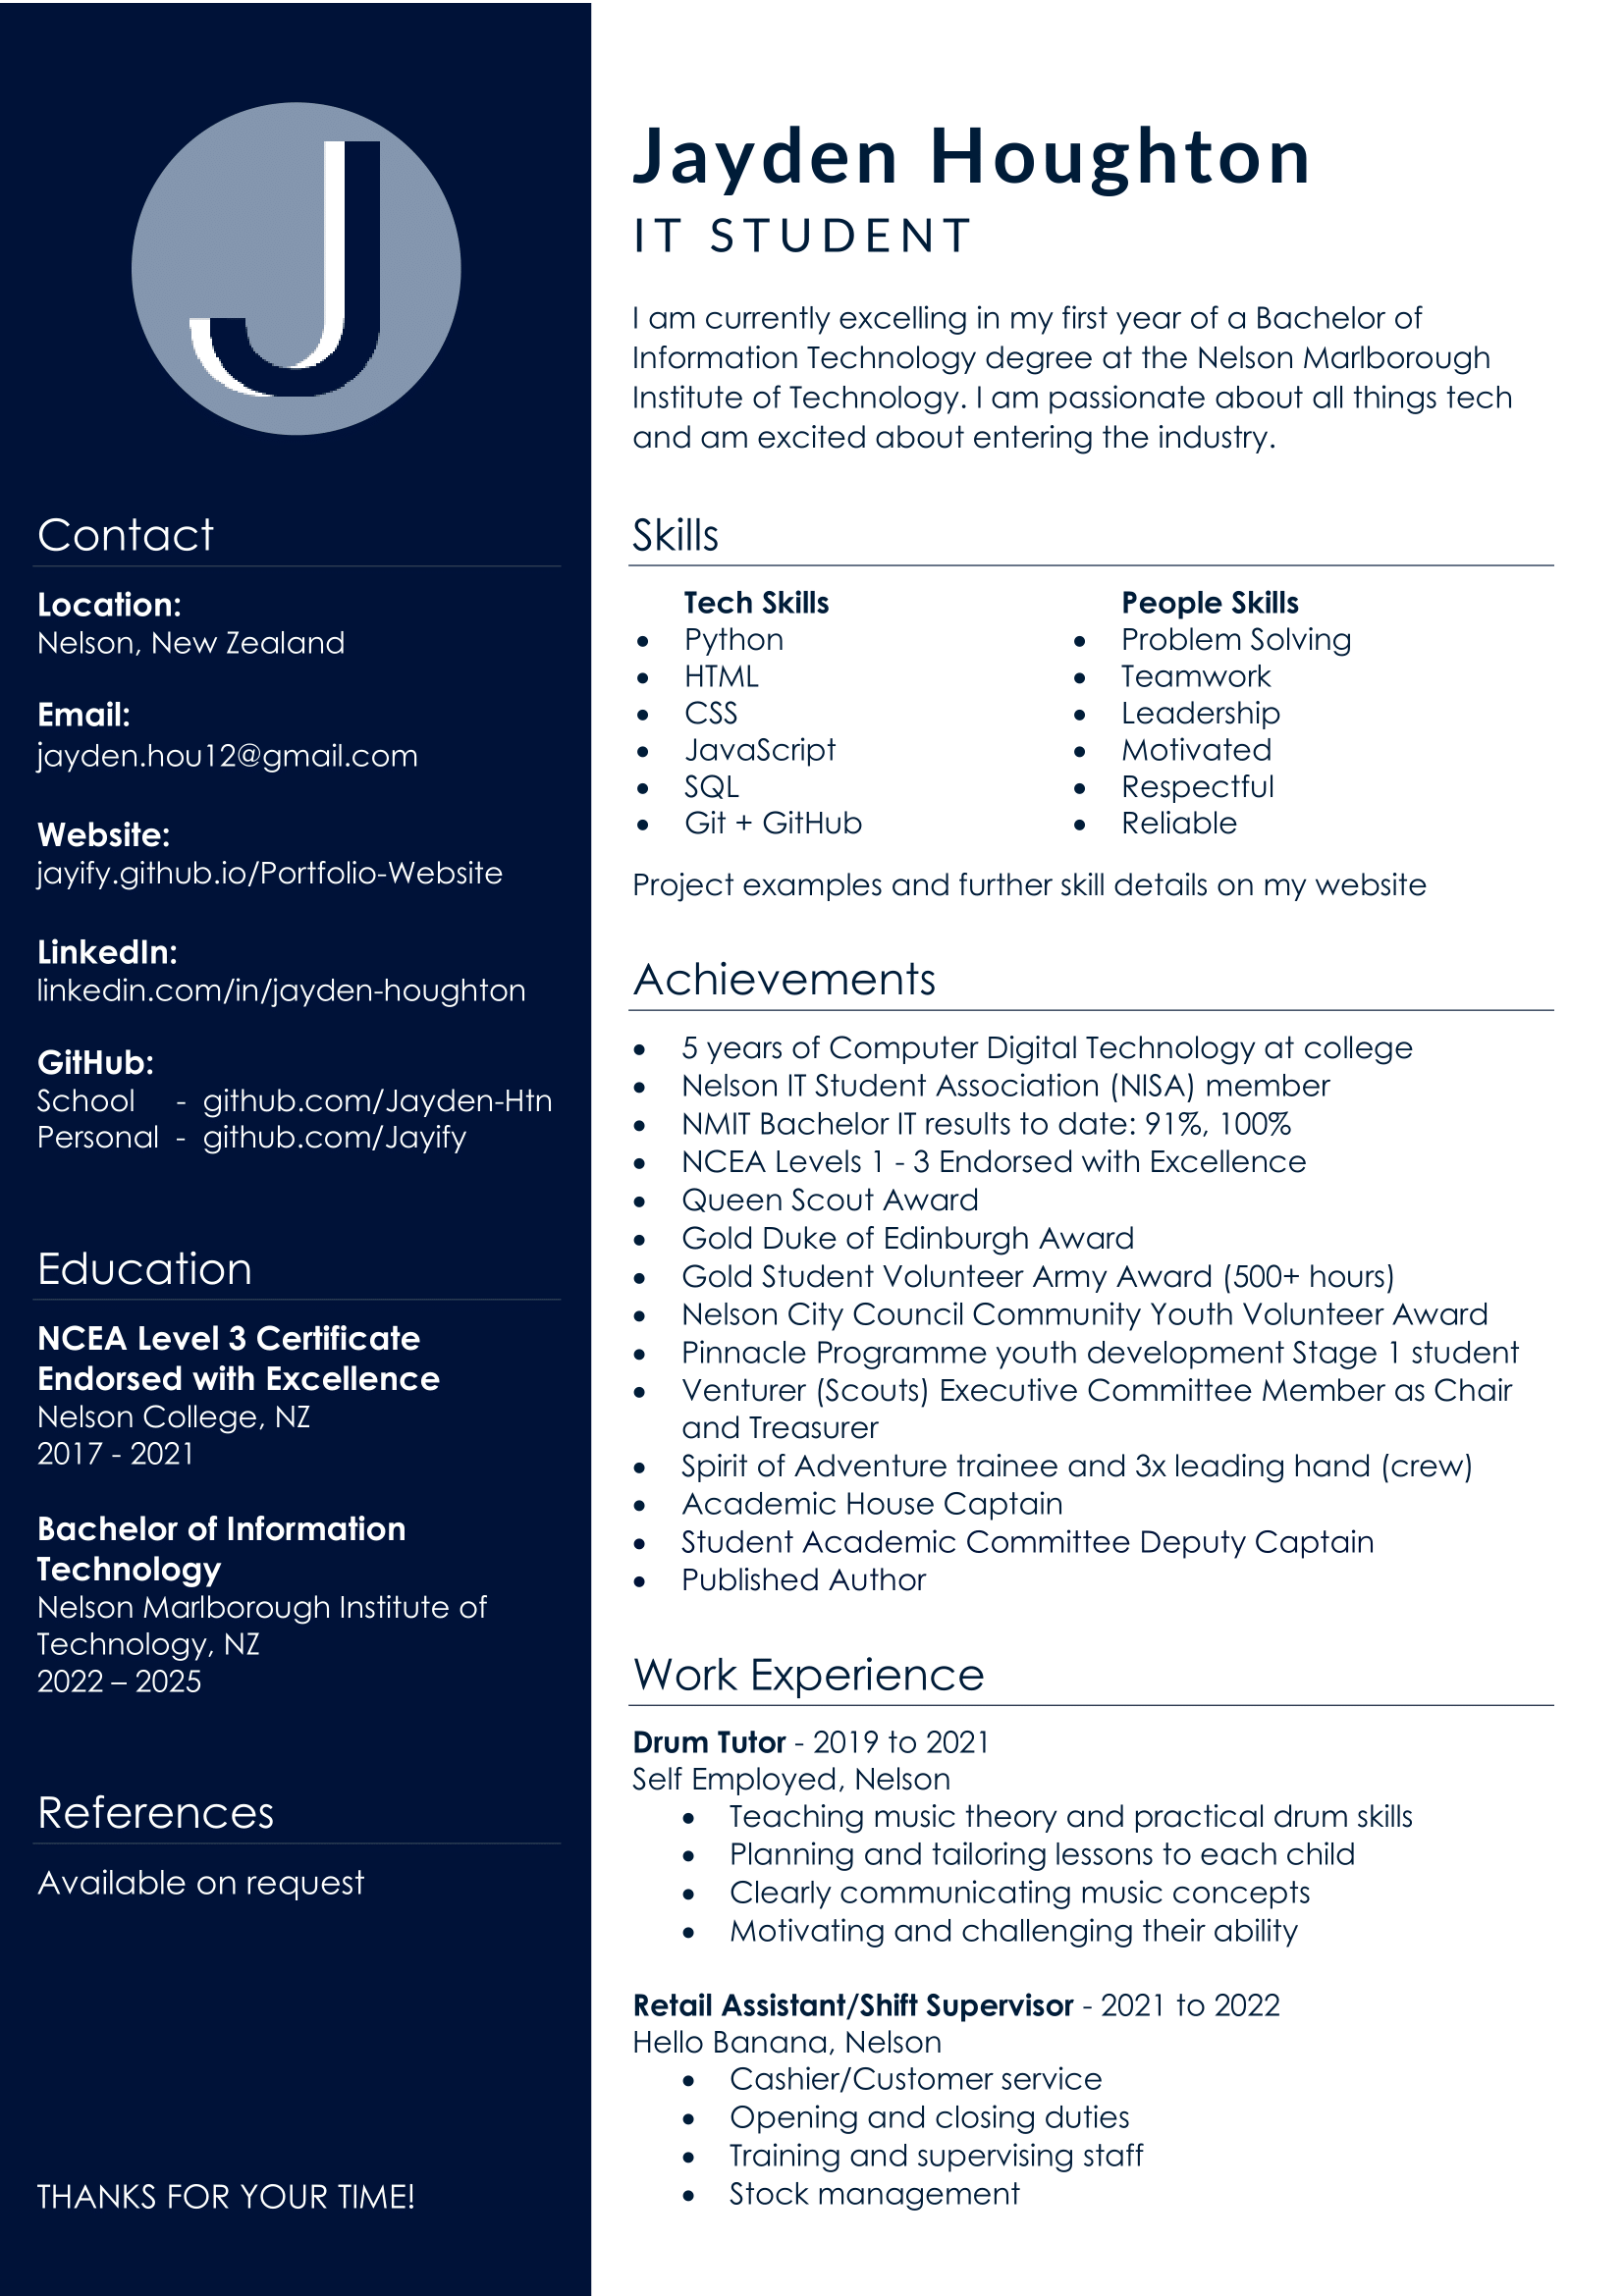 J
Contact
Location:
Nelson, New Zealand
Email:
jayden.hou12@gmail.com
Website:
jayify.github.io/Portfolio-Website
LinkedIn:
linkedin.com/in/jayden-houghton
GitHub:
School - github.com/Jayden-Htn
Personal - github.com/Jayify
Education
NCEA Level 3 Certificate
Endorsed with Excellence
Nelson College, NZ
2017 - 2021
Bachelor of Information
Technology
Nelson Marlborough Institute of
Technology, NZ
2022 – 2025
References
Available on request
THANKS FOR YOUR TIME!
Jayden Houghton
IT STUDENT
I am currently excelling in my first year of a Bachelor of
Information Technology degree at the Nelson Marlborough
Institute of Technology. I am passionate about all things tech
and am excited about entering the industry.
Skills
Tech Skills
• Python
• HTML
• CSS
• JavaScript
• SQL
• Git + GitHub
People Skills
• Problem Solving
• Teamwork
• Leadership
• Motivated
• Respectful
• Reliable
Project examples and further skill details on my website
Achievements
• 5 years of Computer Digital Technology at college
• Nelson IT Student Association (NISA) member
• NMIT Bachelor IT results to date: 91%, 100%
• NCEA Levels 1 - 3 Endorsed with Excellence
• Queen Scout Award
• Gold Duke of Edinburgh Award
• Gold Student Volunteer Army Award (500+ hours)
• Nelson City Council Community Youth Volunteer Award
• Pinnacle Programme youth development Stage 1 student
• Venturer (Scouts) Executive Committee Member as Chair
and Treasurer
• Spirit of Adventure trainee and 3x leading hand (crew)
• Academic House Captain
• Student Academic Committee Deputy Captain
• Published Author
Work Experience
Drum Tutor - 2019 to 2021
Self Employed, Nelson
• Teaching music theory and practical drum skills
• Planning and tailoring lessons to each child
• Clearly communicating music concepts
• Motivating and challenging their ability
Retail Assistant/Shift Supervisor - 2021 to 2022
Hello Banana, Nelson
• Cashier/Customer service
• Opening and closing duties
• Training and supervising staff
• Stock management